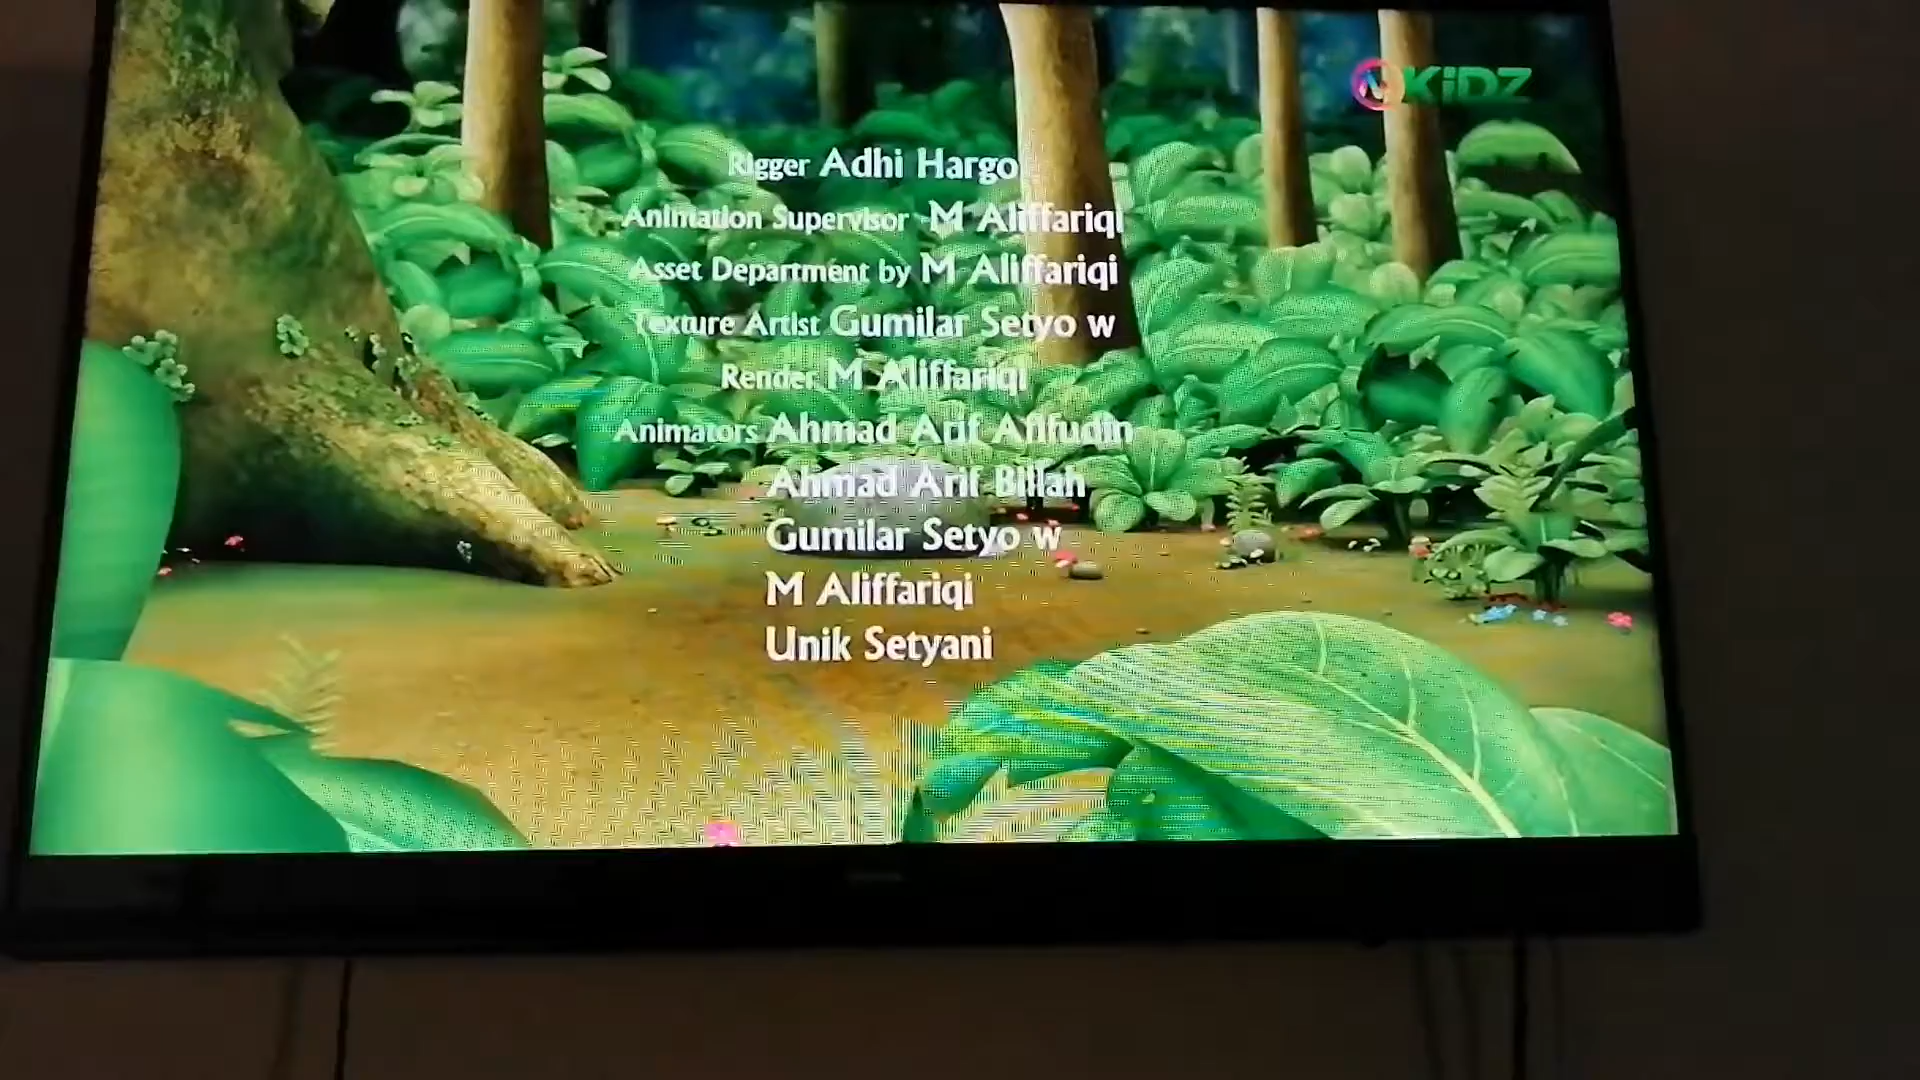 KiDZ
Rigger Adhi Hargo
Animation Supervisor M Aliffariqi
Asset Department by M Aliffariqi
Texture Artist Gumilar Setyo w
Render M Aliffariqi
Animators Ahmad Arif Afifudin
Ahmad Arif Billah
Gumilar Setyo w
M Aliffariqi
Unik Setyani